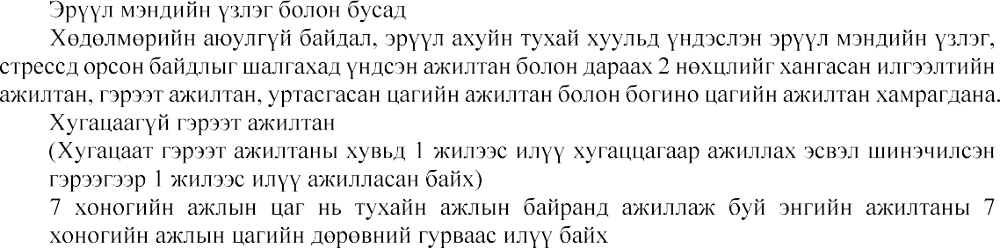 Эрүүл мэндийн үзлэг болон бусад
Хөдөлмөрийн аюулгүй байдал, эрүүл ахуйн тухай хуульд үндэслэн эрүүл мэндийн үзлэг,
стрессд орсон байдлыг шалгахад үндсэн ажилтан болон дараах 2 нөхцлийг хангасан илгээлтийн
ажилтан, гэрээт ажилтан, уртасгасан цагийн ажилтан болон богино цагийн ажилтан хамрагдана.
Хугацаагүй гэрээт ажилтан
(Хугацаат гэрээт ажилтаны хувьд 1 жилээс илүү хугаццагаар ажиллах эсвэл шинэчилсэн
гэрээгээр 1 жилээс илүү ажилласан байх)
7 хоногийн ажлын цаг нь тухайн ажлын байранд ажиллаж буй энгийн ажилтаны 7
хоногийн ажлын цагийн дөрөвний гурваас илүү байх